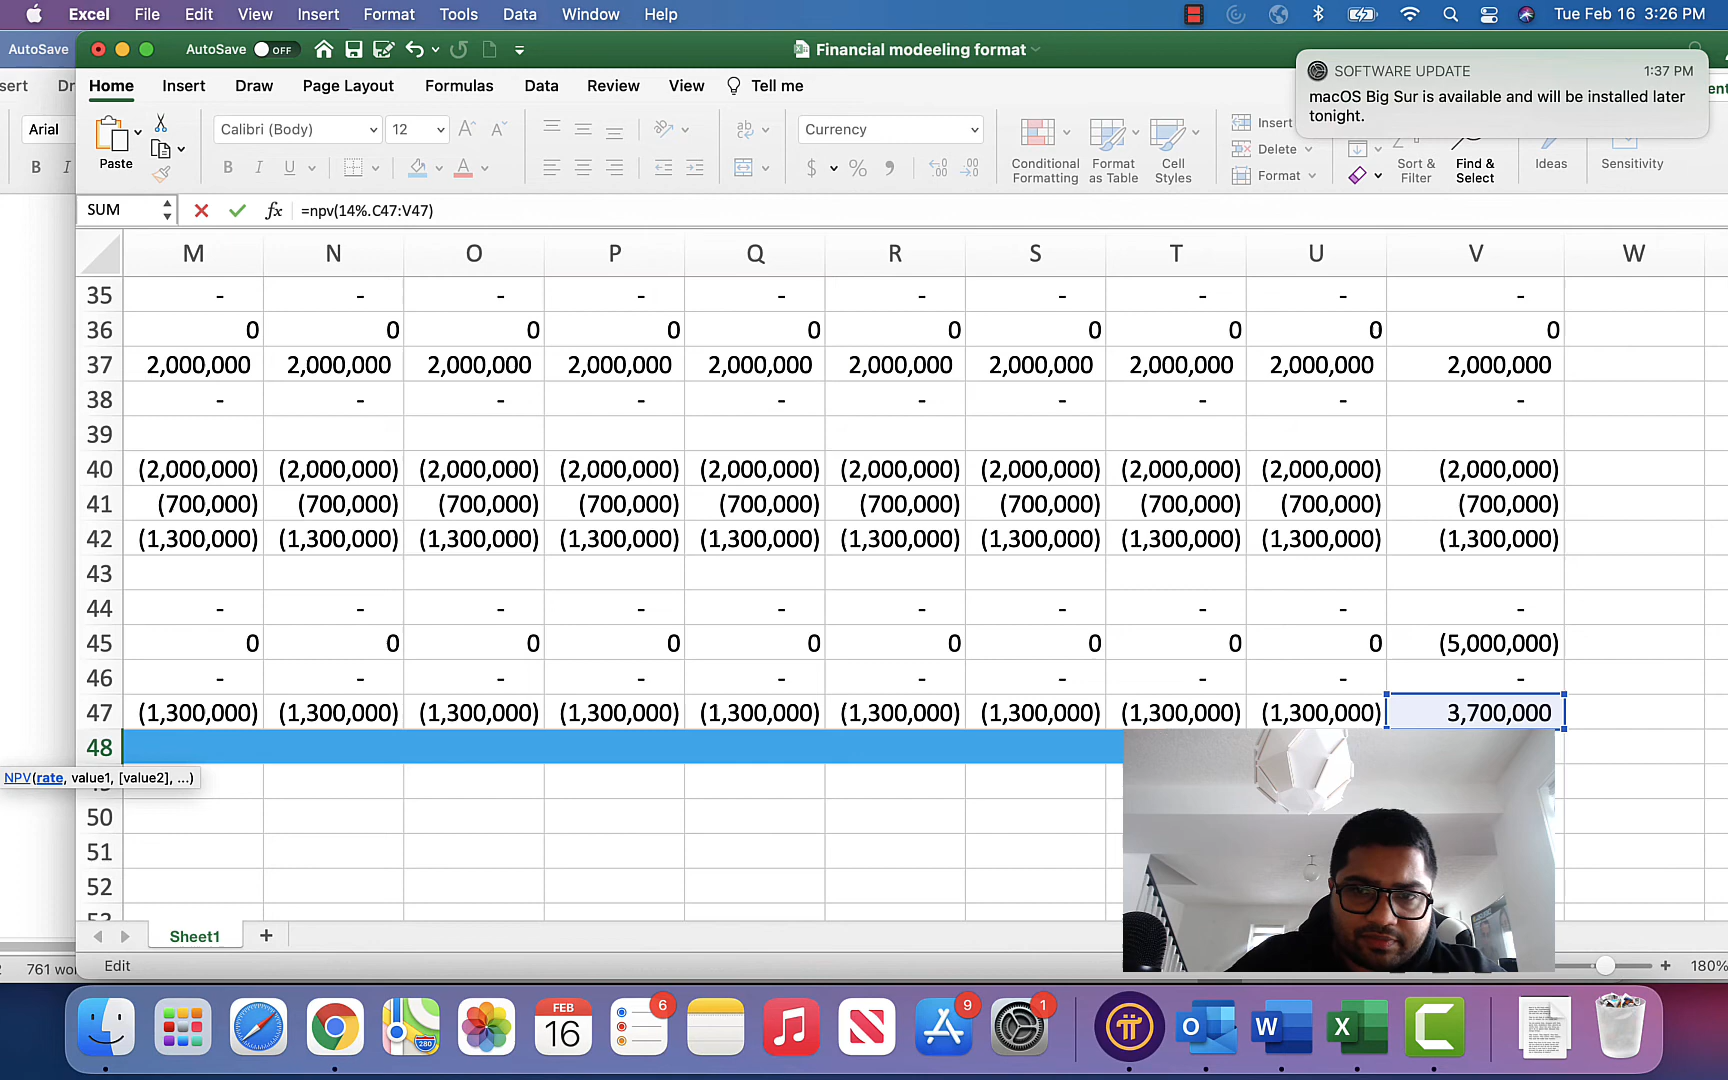 Excel File Edit View Insert Format Tools Data Window Help Tue Feb 16 3:26 PM
AutoSave AutoSave OFF Financial modeeling format
SOFTWARE UPDATE 1:37 PM
macOS Big Sur is available and will be installed later
tonight.
Home Insert Draw Page Layout Formulas Data Review View Tell me
Arial Calibri (Body) 12 Currency Insert
Paste B I U Conditional Formatting Format as Table Cell Styles Delete Format Sort & Filter Find & Select Ideas Sensitivity
B I
SUM fx =npv(14%.C47:V47)
M N O P Q R S T U V W
35 - - - - - - - - - -
36 0 0 0 0 0 0 0 0 0 0
37 2,000,000 2,000,000 2,000,000 2,000,000 2,000,000 2,000,000 2,000,000 2,000,000 2,000,000 2,000,000
38 - - - - - - - - - -
39
40 (2,000,000) (2,000,000) (2,000,000) (2,000,000) (2,000,000) (2,000,000) (2,000,000) (2,000,000) (2,000,000) (2,000,000)
41 (700,000) (700,000) (700,000) (700,000) (700,000) (700,000) (700,000) (700,000) (700,000) (700,000)
42 (1,300,000) (1,300,000) (1,300,000) (1,300,000) (1,300,000) (1,300,000) (1,300,000) (1,300,000) (1,300,000) (1,300,000)
43
44 - - - - - - - - - -
45 0 0 0 0 0 0 0 0 0 (5,000,000)
46 - - - - - - - - - -
47 (1,300,000) (1,300,000) (1,300,000) (1,300,000) (1,300,000) (1,300,000) (1,300,000) (1,300,000) (1,300,000) 3,700,000
48
NPV(rate, value1, [value2], ...)
50
51
52
Sheet1 +
761 Edit 180%
FEB
16
6
9
1
280
O
W
X
C